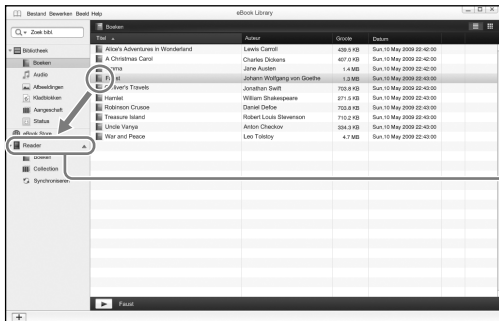 Bestand Bewerken Beeld Help
eBook Library
Zoek bibl.
Bibliotheek
Boeken
Audio
Afbeeldingen
Kladblokken
Aangeschaft
Status
eBook Store
Reader
Boeken
Collection
Synchroniseren
Boeken
Titel Auteur Grootte Datum
Alice's Adventures in Wonderland Lewis Carroll 439.5 KB Sun,10 May 2009 22:42:00
A Christmas Carol Charles Dickens 407.0 KB Sun,10 May 2009 22:42:00
Jane Austen 1.4 MB Sun,10 May 2009 22:42:00
Johann Wolfgang von Goethe 1.3 MB Sun,10 May 2009 22:43:00
Jonathan Swift 703.8 KB Sun,10 May 2009 22:43:00
Hamlet William Shakespeare 271.5 KB Sun,10 May 2009 22:43:00
Robinson Crusoe Daniel Defoe 703.8 KB Sun,10 May 2009 22:43:00
Treasure Island Robert Louis Stevenson 710.2 KB Sun,10 May 2009 22:43:00
Uncle Vanya Anton Checkov 334.3 KB Sun,10 May 2009 22:43:00
War and Peace Leo Tolstoy 4.7 MB Sun,10 May 2009 22:43:00
Faust